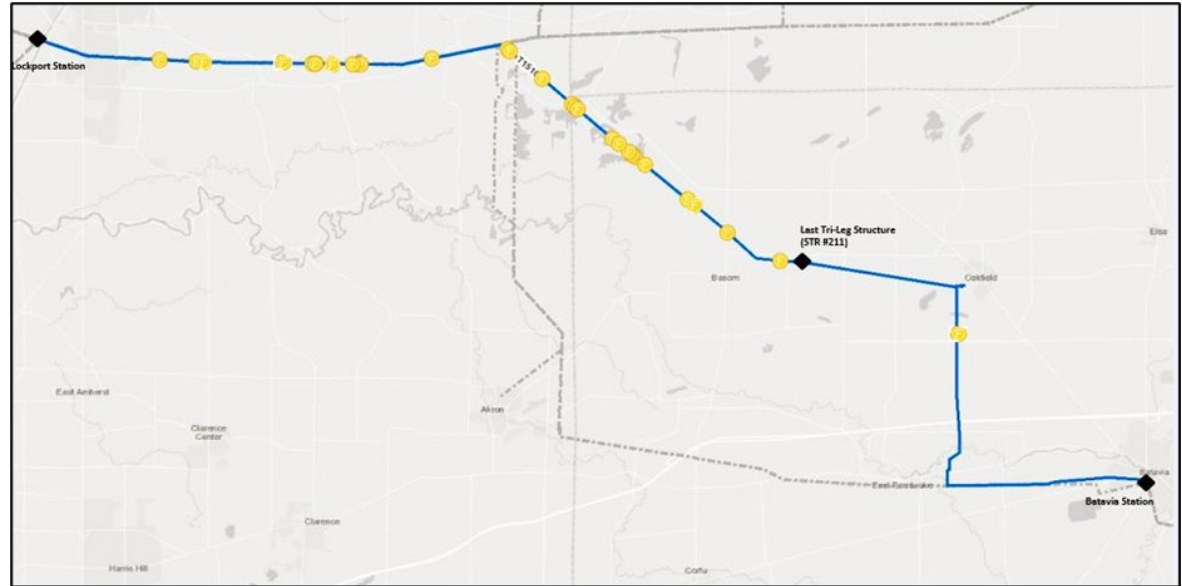 Lockport Station
T1510
Last Tri-Leg Structure
(STR #211)
Elba
Basom
Oakfield
East Amherst
Akron
Clarence
Center
East Pembroke
Batavia
Batavia Station
Clarence
Harris Hill
Corfu